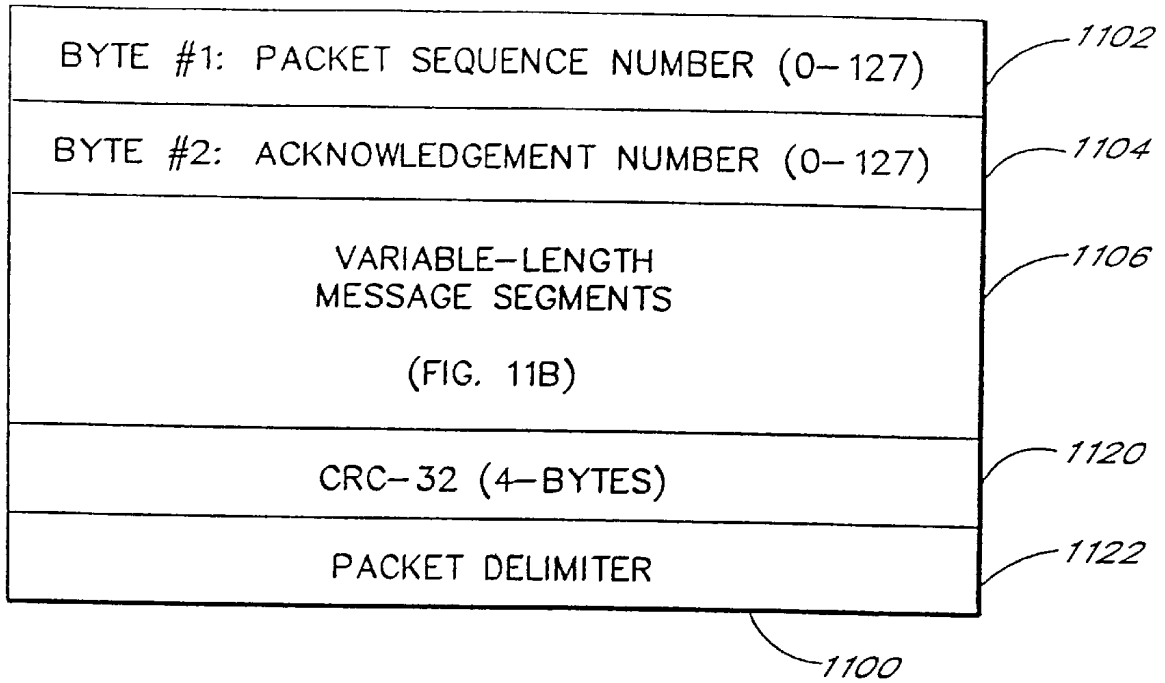 BYTE #1: PACKET SEQUENCE NUMBER (0-127)
1102
BYTE #2: ACKNOWLEDGEMENT NUMBER (0-127)
1104
VARIABLE-LENGTH
MESSAGE SEGMENTS
(FIG. 11B)
1106
CRC-32 (4-BYTES)
1120
PACKET DELIMITER
1122
1100